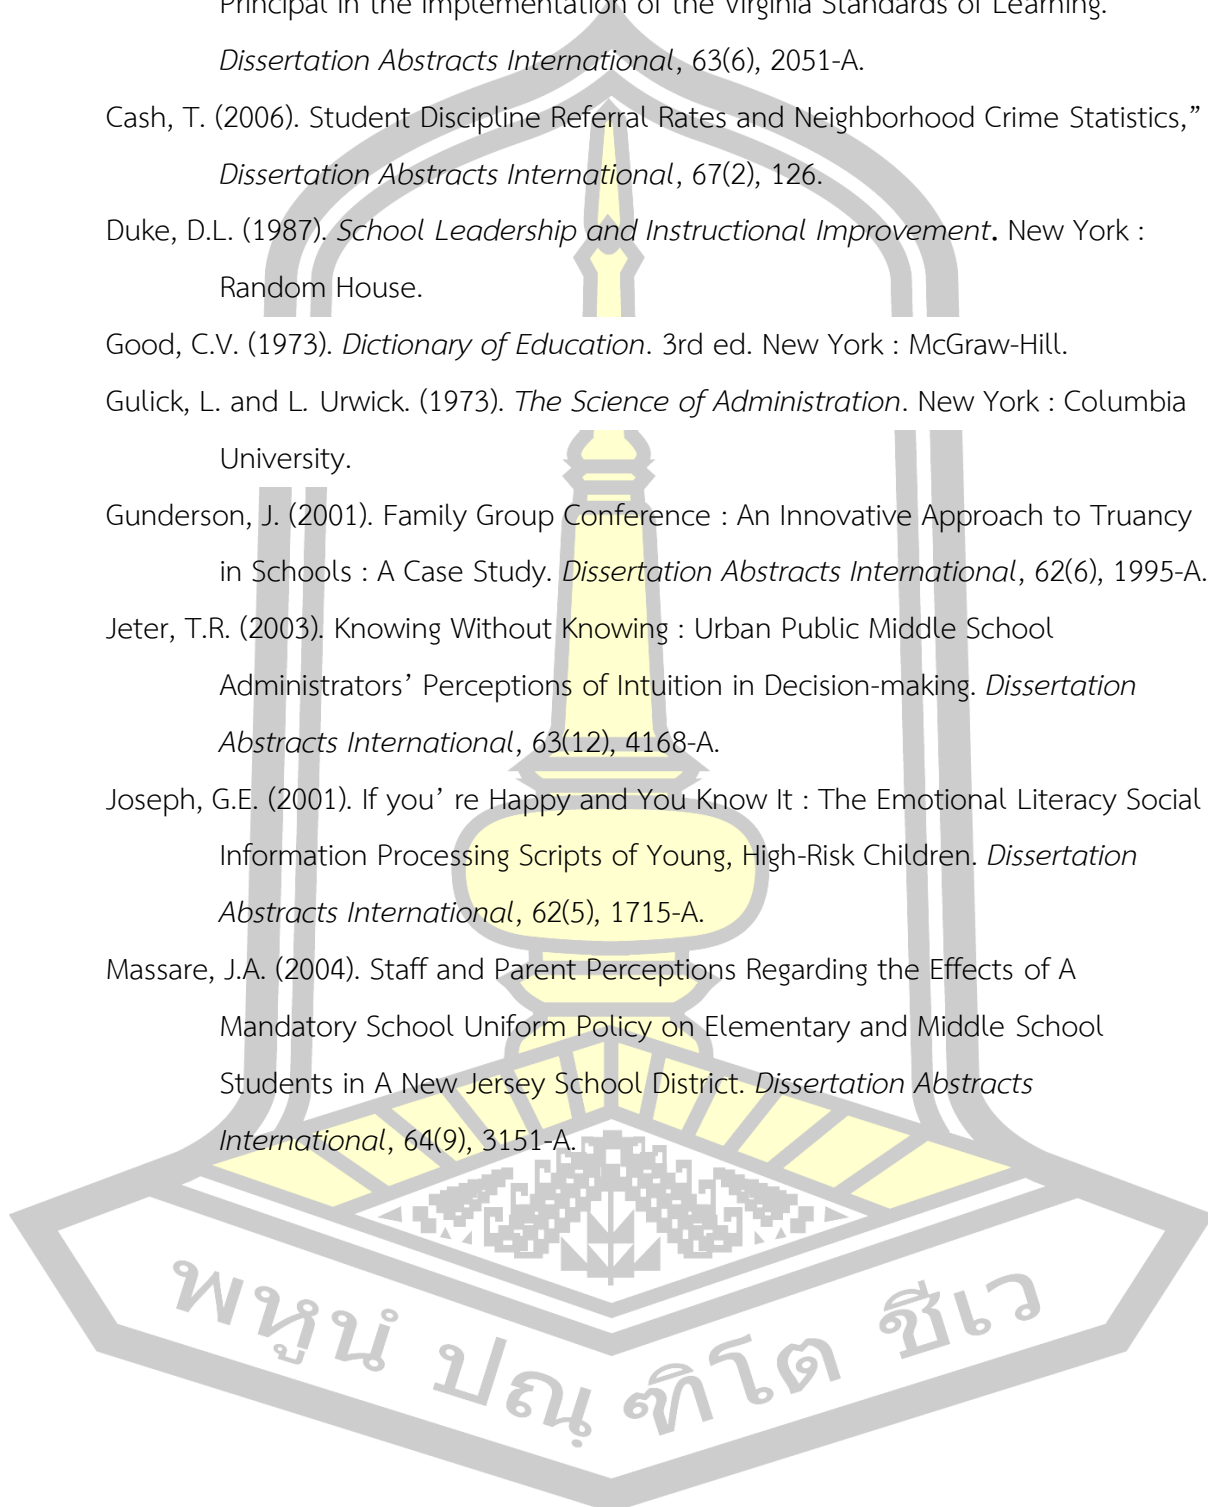 Principal in the Implementation of the Virginia Standards of Learning.
Dissertation Abstracts International, 63(6), 2051-A.
Cash, T. (2006). Student Discipline Referral Rates and Neighborhood Crime Statistics,”
Dissertation Abstracts International, 67(2), 126.
Duke, D.L. (1987). School Leadership and Instructional Improvement. New York :
Random House.
Good, C.V. (1973). Dictionary of Education. 3rd ed. New York : McGraw-Hill.
Gulick, L. and L. Urwick. (1973). The Science of Administration. New York : Columbia
University.
Gunderson, J. (2001). Family Group Conference : An Innovative Approach to Truancy
in Schools : A Case Study. Dissertation Abstracts International, 62(6), 1995-A.
Jeter, T.R. (2003). Knowing Without Knowing : Urban Public Middle School
Administrators’ Perceptions of Intuition in Decision-making. Dissertation
Abstracts International, 63(12), 4168-A.
Joseph, G.E. (2001). If you’ re Happy and You Know It : The Emotional Literacy Social
Information Processing Scripts of Young, High-Risk Children. Dissertation
Abstracts International, 62(5), 1715-A.
Massare, J.A. (2004). Staff and Parent Perceptions Regarding the Effects of A
Mandatory School Uniform Policy on Elementary and Middle School
Students in A New Jersey School District. Dissertation Abstracts
International, 64(9), 3151-A.
พหูนํ ปณฺฑิโต ชีเว